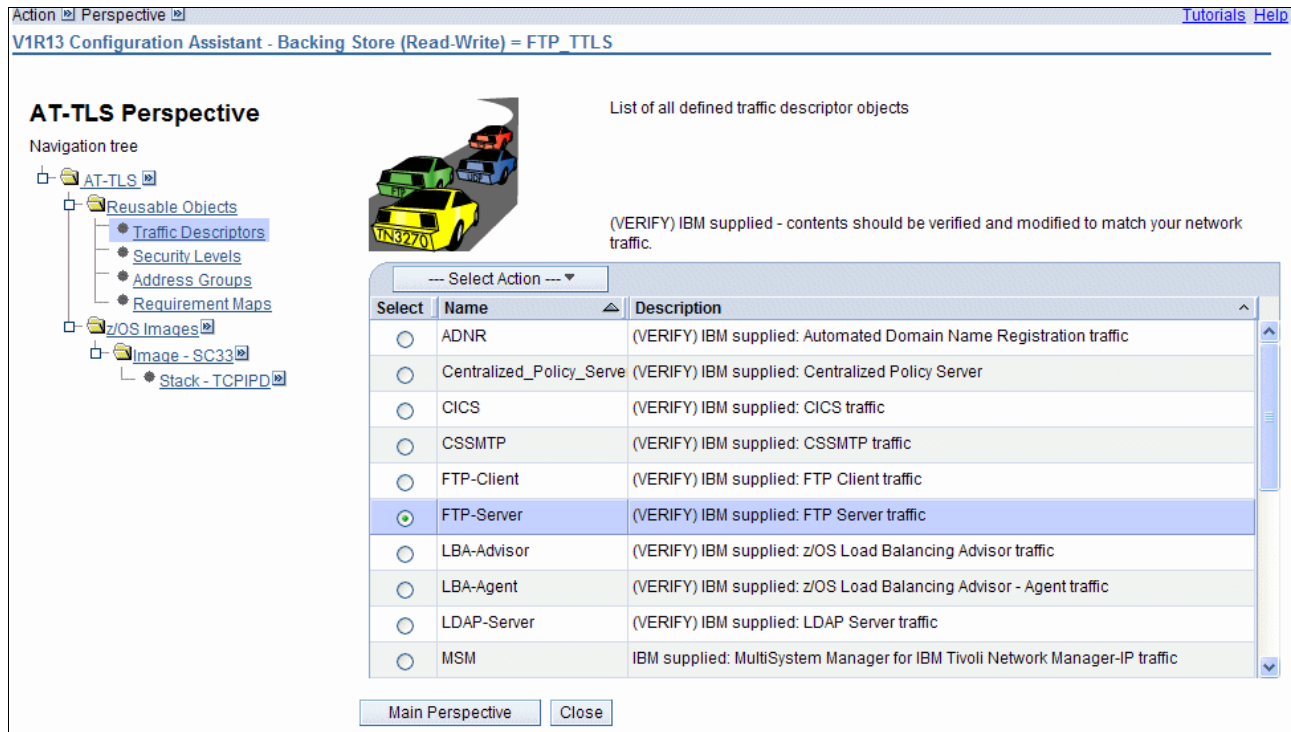 Action Perspective Tutorials Help
V1R13 Configuration Assistant - Backing Store (Read-Write) = FTP_TTLS
AT-TLS Perspective
Navigation tree
AT-TLS
Reusable Objects
Traffic Descriptors
Security Levels
Address Groups
Requirement Maps
z/OS Images
Image - SC33
Stack - TCPIPD
FTP
UDP
TN3270
List of all defined traffic descriptor objects
(VERIFY) IBM supplied - contents should be verified and modified to match your network
traffic.
--- Select Action ---
Select Name Description
ADNR (VERIFY) IBM supplied: Automated Domain Name Registration traffic
Centralized_Policy_Serve (VERIFY) IBM supplied: Centralized Policy Server
CICS (VERIFY) IBM supplied: CICS traffic
CSSMTP (VERIFY) IBM supplied: CSSMTP traffic
FTP-Client (VERIFY) IBM supplied: FTP Client traffic
FTP-Server (VERIFY) IBM supplied: FTP Server traffic
LBA-Advisor (VERIFY) IBM supplied: z/OS Load Balancing Advisor traffic
LBA-Agent (VERIFY) IBM supplied: z/OS Load Balancing Advisor - Agent traffic
LDAP-Server (VERIFY) IBM supplied: LDAP Server traffic
MSM IBM supplied: MultiSystem Manager for IBM Tivoli Network Manager-IP traffic
Main Perspective Close